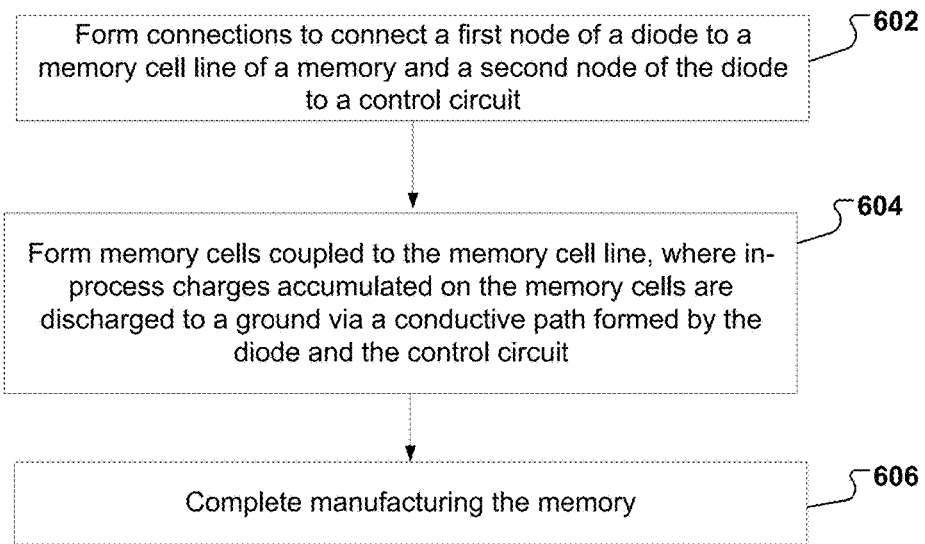 Form connections to connect a first node of a diode to a
memory cell line of a memory and a second node of the diode
to a control circuit
602
Form memory cells coupled to the memory cell line, where in-
process charges accumulated on the memory cells are
discharged to a ground via a conductive path formed by the
diode and the control circuit
604
Complete manufacturing the memory
606